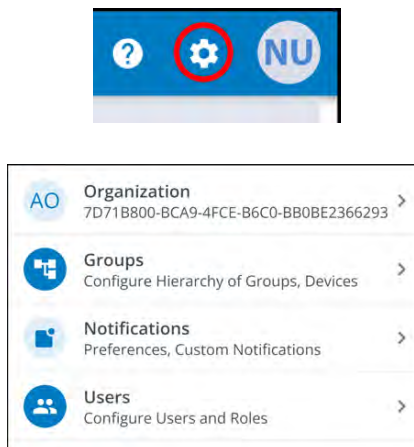 ? NU
AO
Organization
7D71B800-BCA9-4FCE-B6C0-BB0BE2366293
Groups
Configure Hierarchy of Groups, Devices
Notifications
Preferences, Custom Notifications
Users
Configure Users and Roles